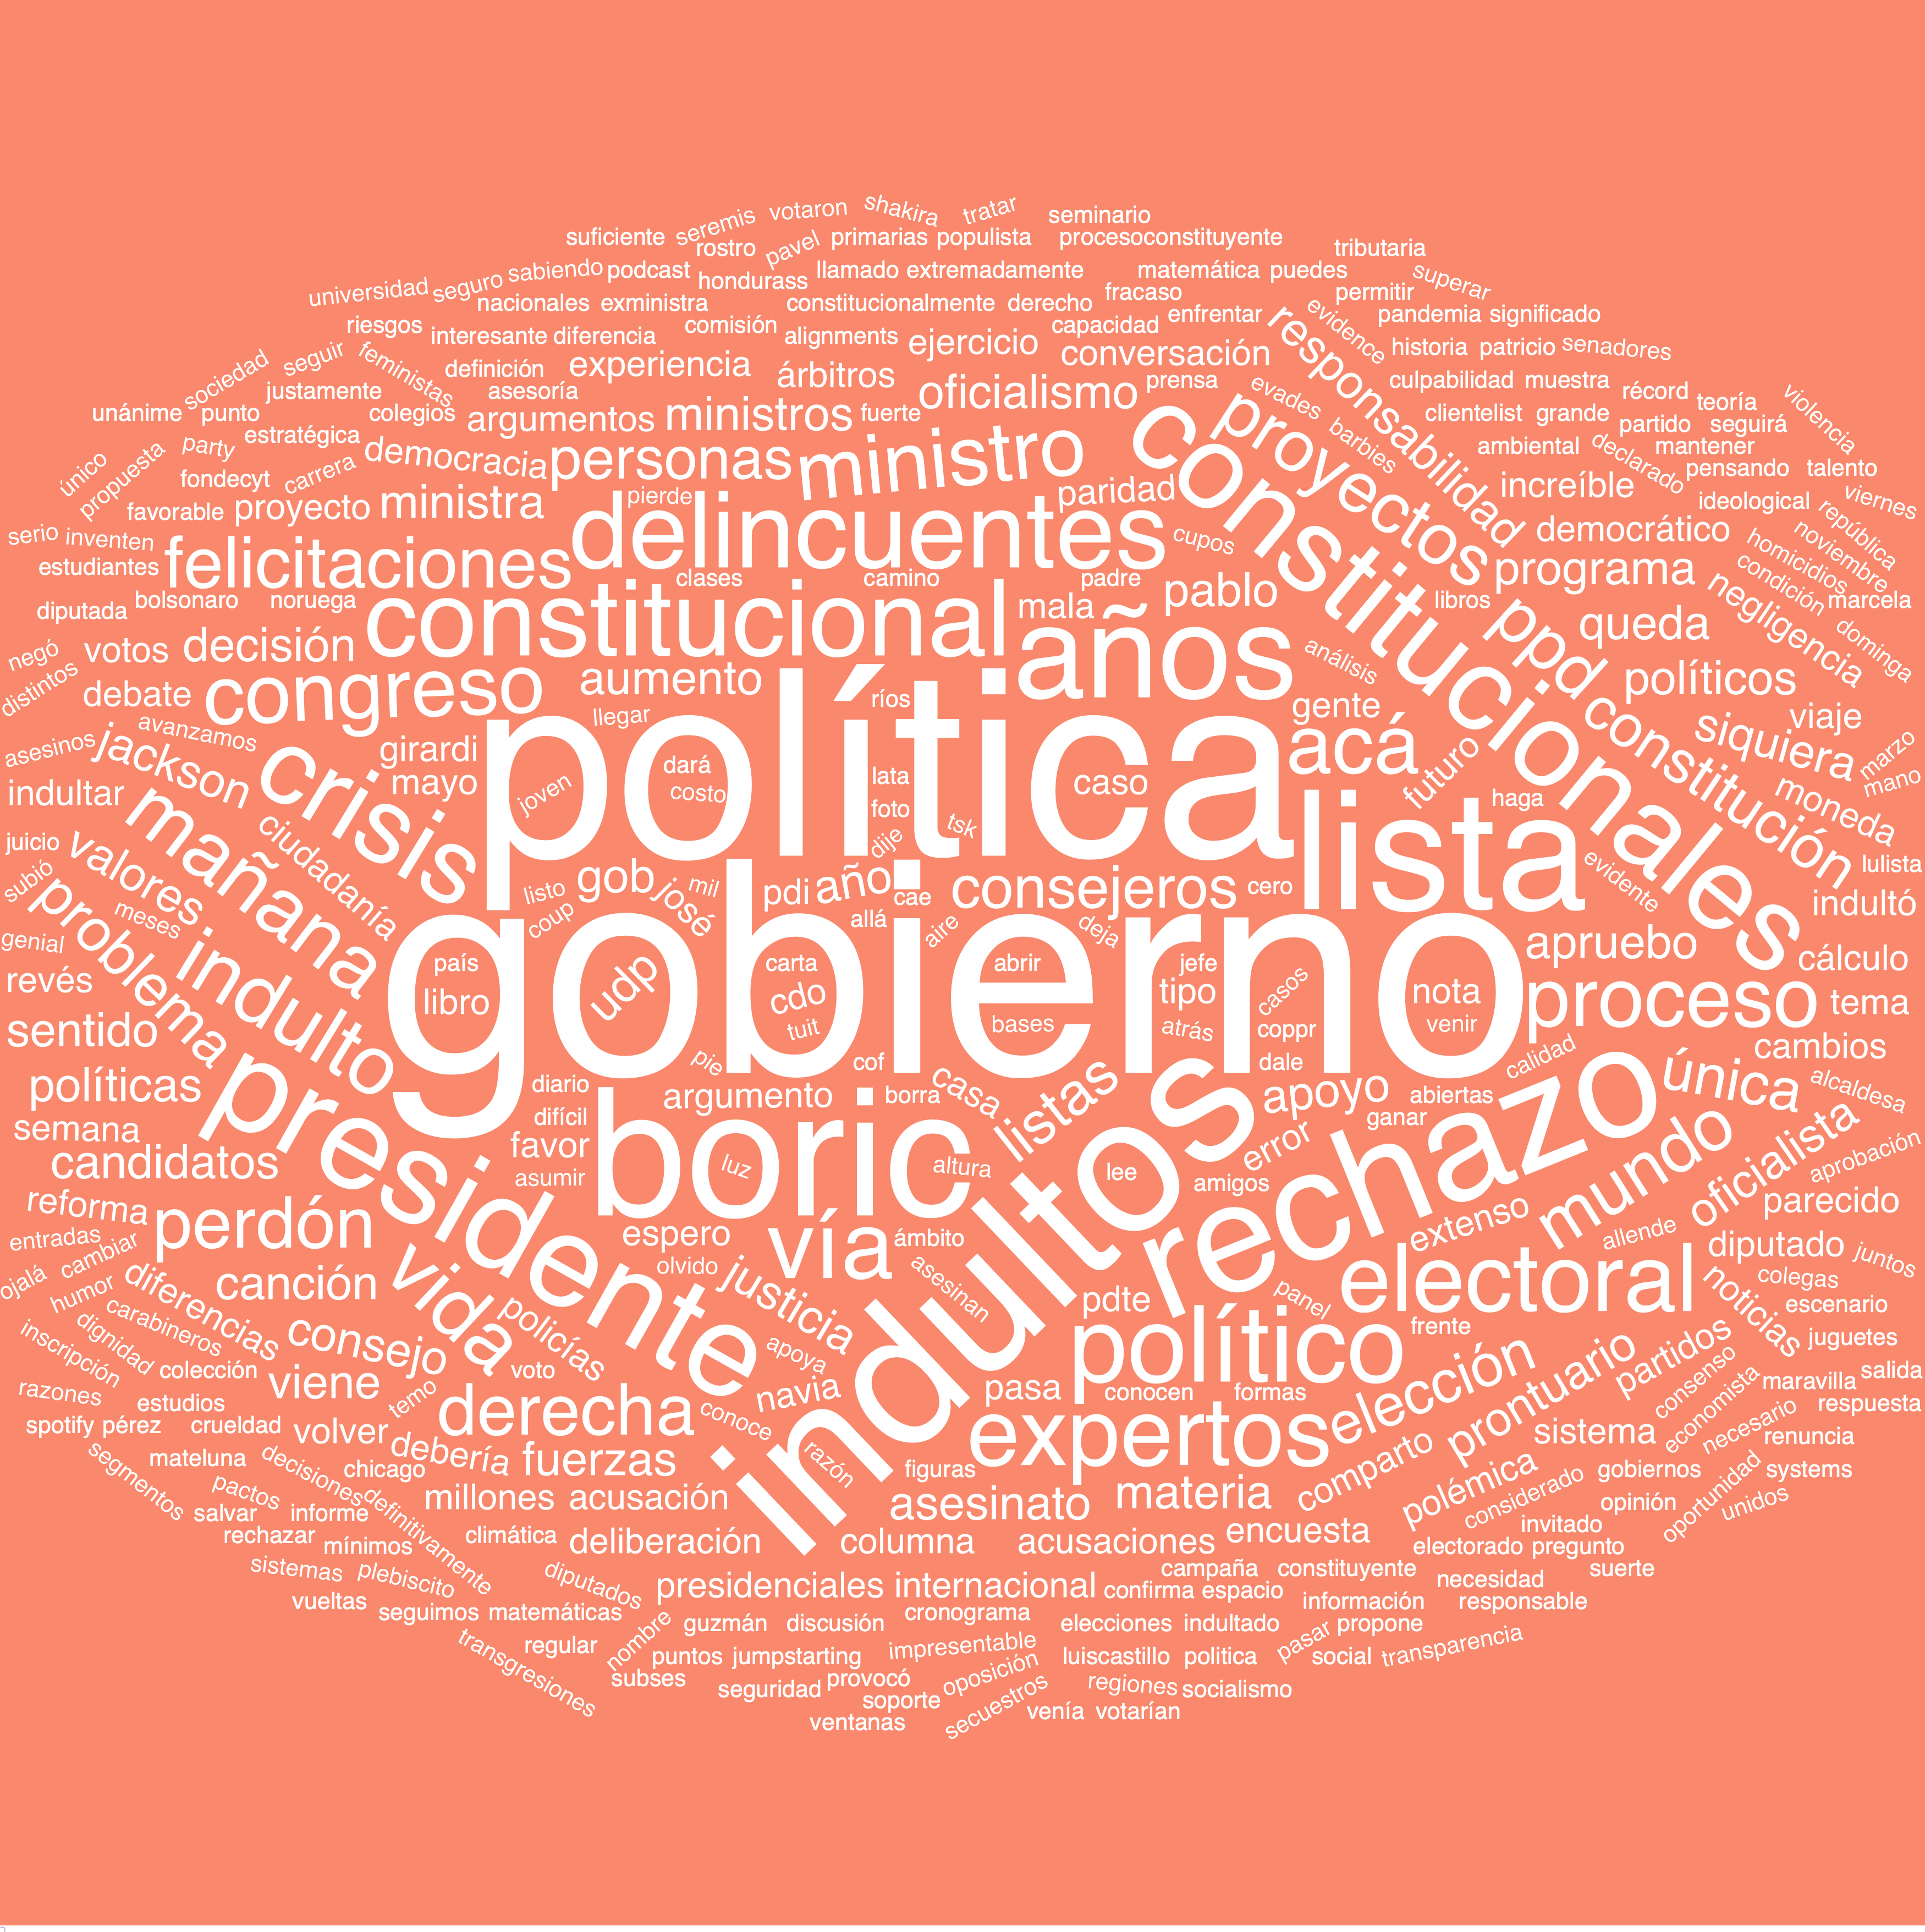 shakira
votaron
tratar
seremis
seminario
suficiente
rostro
pavel
primarias
populista
procesoconstituyente
tributaria
universidad
seguro
sabiendo
podcast
hondurass
llamado
extremadamente
matemática
puedes
superar
nacionales
exministra
constitucionalmente
derecho
fracaso
permitir
riesgos
interesante
diferencia
comisión
alignments
ejercicio
capacidad
enfrentar
responsabilidad
evidence
pandemia
significado
sociedad
seguir
feministas
definición
experiencia
árbitros
conversación
historia
patricio
senadores
justamente
asesoría
oficialismo
prensa
evades
culpabilidad
muestra
récord
teoría
violencia
unánime
punto
colegios
argumentos
ministros
fuerte
constitucionales
proyectos
barbies
clientelist
grande
partido
seguirá
único
propuesta
party
estratégica
democracia
personas
ministro
ambiental
declarado
mantener
fondecyt
carrera
pierde
paridad
increíble
pensando
talento
favorable
proyecto
ministra
delincuentes
ideological
república
viernes
serio
inventen
felicitaciones
cupos
democrático
homicidios
noviembre
estudiantes
clases
camino
padre
pablo
programa
negligencia
condición
marcela
diputada
bolsonaro
noruega
constitucional
mala
años
libros
ppd
queda
dominga
negó
votos
decisión
análisis
distintos
debate
congreso
aumento
ríos
gente
constitución
políticos
siquiera
viaje
asesinos
jackson
avanzamos
crisis
girardi
llegar
política
acá
futuro
marzo
indultar
mañana
mayo
joven
dará
costo
lata
foto
caso
lista
haga
moneda
mano
juicio
valores
ciudadanía
dije
tsk
evidente
lulista
subió
problema
meses
listo
gob
josé
mil
pdi
año
cae
consejeros
cero
indultó
genial
indulto
coup
allá
aire
deja
apruebo
cálculo
revés
gobierno
país
libro
udp
carta
cdo
tuit
abrir
bases
jefe
tipo
casos
nota
venir
proceso
tema
sentido
presidente
pie
cof
atrás
coppr
dale
calidad
única
cambios
políticas
diario
argumento
borra
casa
listas
indultos
apoyo
abiertas
rechazo
alcaldesa
semana
difícil
boric
ganar
mundo
oficialista
candidatos
favor
luz
altura
lee
error
aprobación
asumir
amigos
reforma
perdón
espero
vía
ámbito
extenso
allende
parecido
entradas
cambiar
vida
olvido
justicia
asesinan
electoral
diputado
juntos
ojalá
humor
diferencias
canción
policías
pdte
panel
noticias
colegas
carabineros
dignidad
consejo
apoya
político
frente
partidos
escenario
inscripción
colección
viene
voto
navia
pasa
conocen
formas
elección
prontuario
consenso
juguetes
razones
estudios
temo
derecha
conoce
maravilla
salida
spotify
pérez
crueldad
volver
debería
expertos
sistema
economista
necesario
respuesta
renuncia
segmentos
mateluna
decisiones
chicago
fuerzas
razón
figuras
comparto
polémica
gobiernos
systems
pactos
definitivamente
millones
acusación
asesinato
materia
considerado
opinión
oportunidad
unidos
salvar
informe
rechazar
mínimos
climática
deliberación
columna
acusaciones
encuesta
invitado
electorado
pregunto
sistemas
plebiscito
diputados
campaña
constituyente
necesidad
suerte
vueltas
seguimos
matemáticas
presidenciales
internacional
confirma
espacio
información
responsable
transgresiones
regular
nombre
guzmán
discusión
cronograma
elecciones
indultado
pasar
propone
puntos
jumpstarting
impresentable
luiscastillo
politica
social
transparencia
subses
seguridad
provocó
oposición
regiones
socialismo
soporte
secuestros
ventanas
venía
votarían